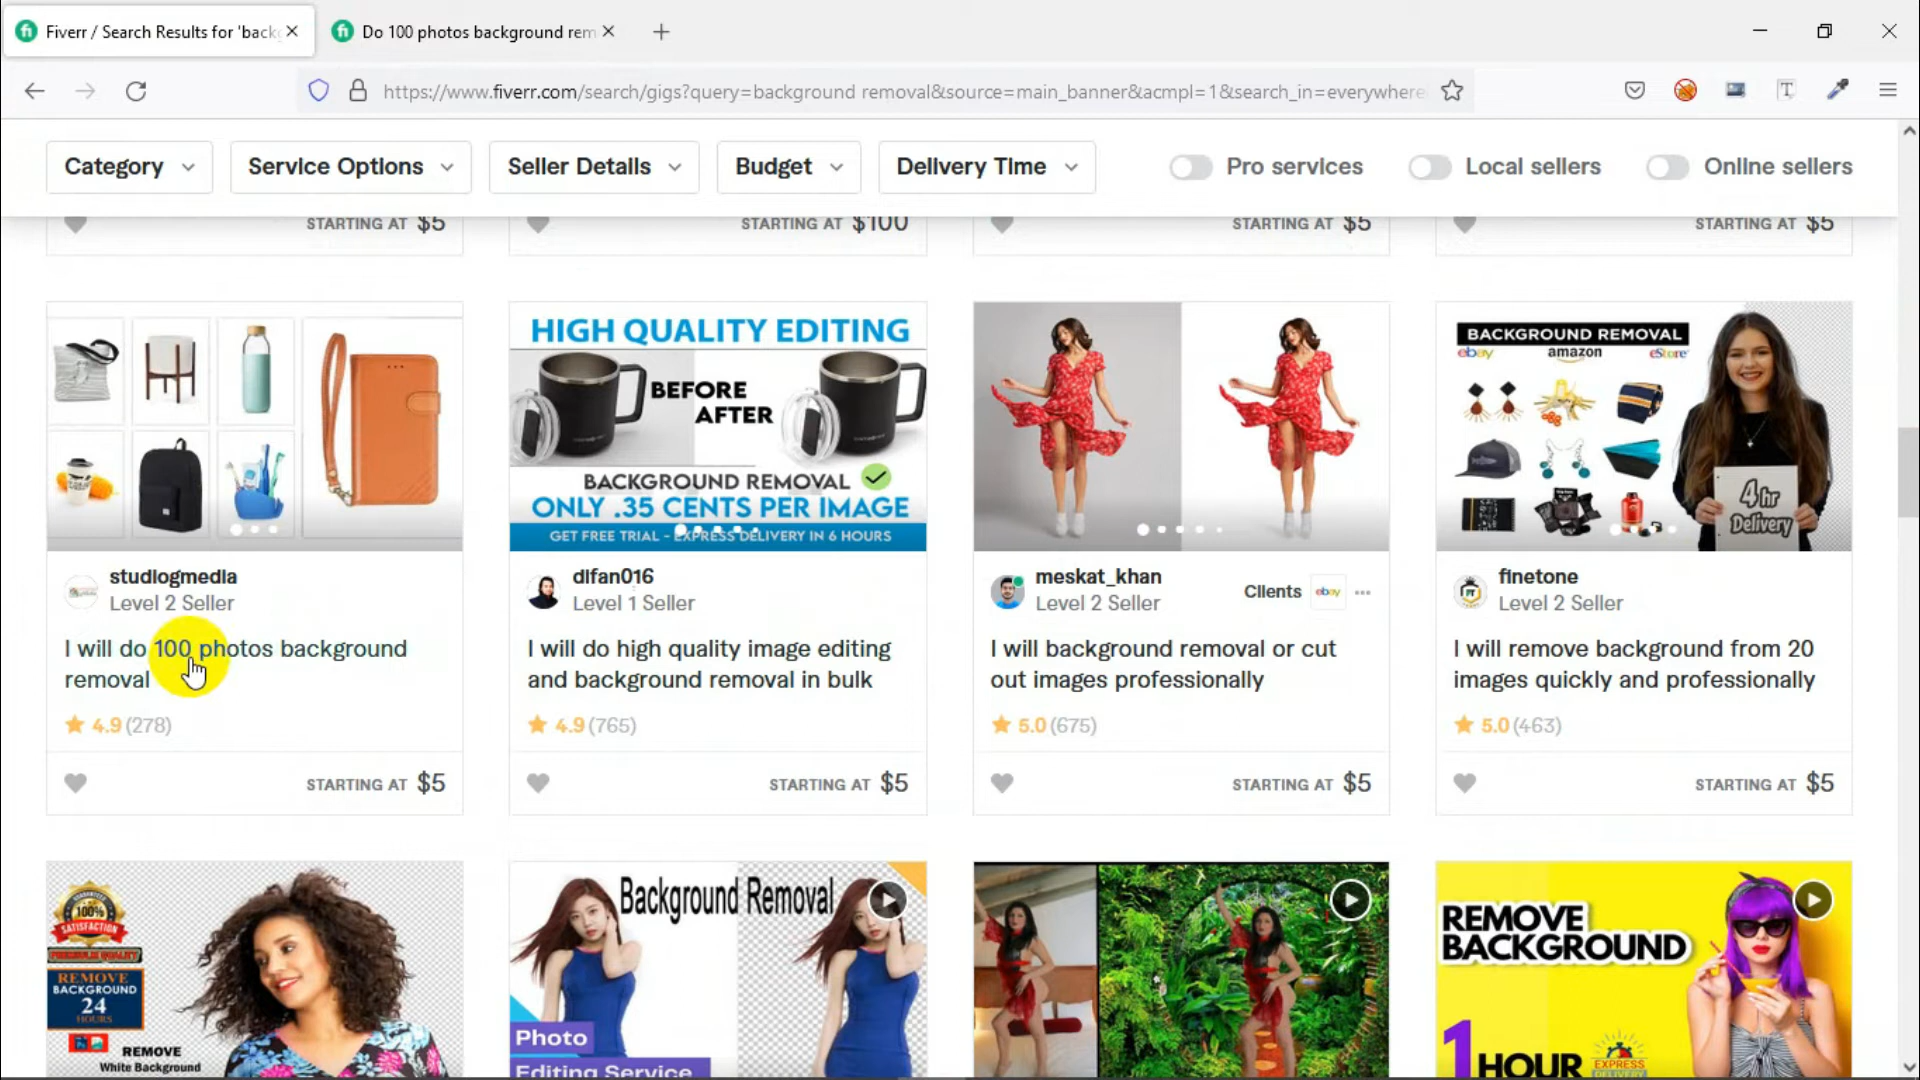 Fiverr / Search Results for 'back
Do 100 photos background rem
https://www.fiverr.com/search/gigs?query=background removal&source=main_banner&acmpl=1&search_in=everywhere
Category
Service Options
Seller Details
Budget
Delivery Time
Pro services
Local sellers
Online sellers
STARTING AT $5
STARTING AT $100
STARTING AT $5
STARTING AT $5
HIGH QUALITY EDITING
BEFORE
AFTER
BACKGROUND REMOVAL
ONLY .35 CENTS PER IMAGE
GET FREE TRIAL - EXPRESS DELIVERY IN 6 HOURS
BACKGROUND REMOVAL
ebay amazon eStore
4 hr
Delivery
studiogmedia
Level 2 Seller
I will do 100 photos background
removal
4.9 (278)
STARTING AT $5
difan016
Level 1 Seller
I will do high quality image editing
and background removal in bulk
4.9 (765)
STARTING AT $5
meskat_khan
Level 2 Seller
Clients ebay
I will background removal or cut
out images professionally
5.0 (675)
STARTING AT $5
finetone
Level 2 Seller
I will remove background from 20
images quickly and professionally
5.0 (463)
STARTING AT $5
100%
SATISFACTION
REMOVE
BACKGROUND
24
HOURS
REMOVE
White Background
Background Removal
Photo
Editing Service
REMOVE
BACKGROUND
1 HOUR
EXPRESS